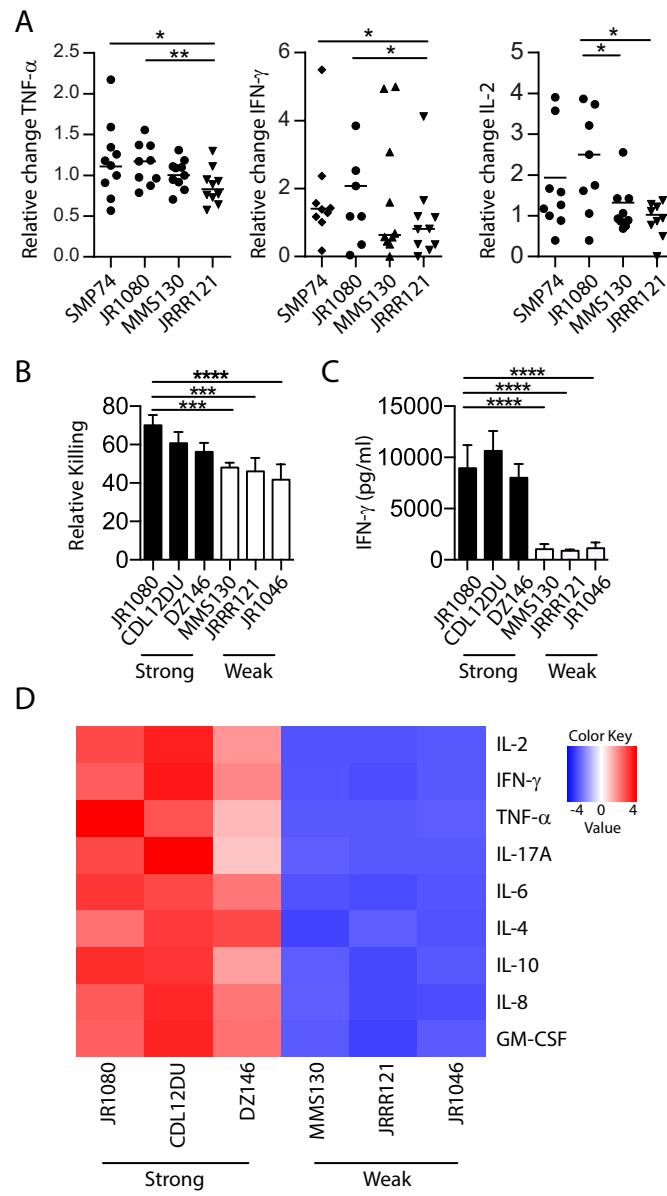 A
Relative change TNF-α
2.5
2.0
1.5
1.0
0.5
0.0
*
**
SMP74
JR1080
MMS130
JRRR121
Relative change IFN-γ
6
4
2
0
*
*
SMP74
JR1080
MMS130
JRRR121
Relative change IL-2
5
4
3
2
1
0
*
*
SMP74
JR1080
MMS130
JRRR121
B
Relative Killing
80
60
40
20
0
****
***
***
JR1080
CDL12DU
DZ146
MMS130
JRRR121
JR1046
Strong Weak
C
IFN-γ (pg/ml)
15000
10000
5000
0
****
****
****
JR1080
CDL12DU
DZ146
MMS130
JRRR121
JR1046
Strong Weak
D
IL-2
IFN-γ
TNF-α
IL-17A
IL-6
IL-4
IL-10
IL-8
GM-CSF
Color Key
-4 0 4
Value
JR1080
CDL12DU
DZ146
MMS130
JRRR121
JR1046
Strong Weak